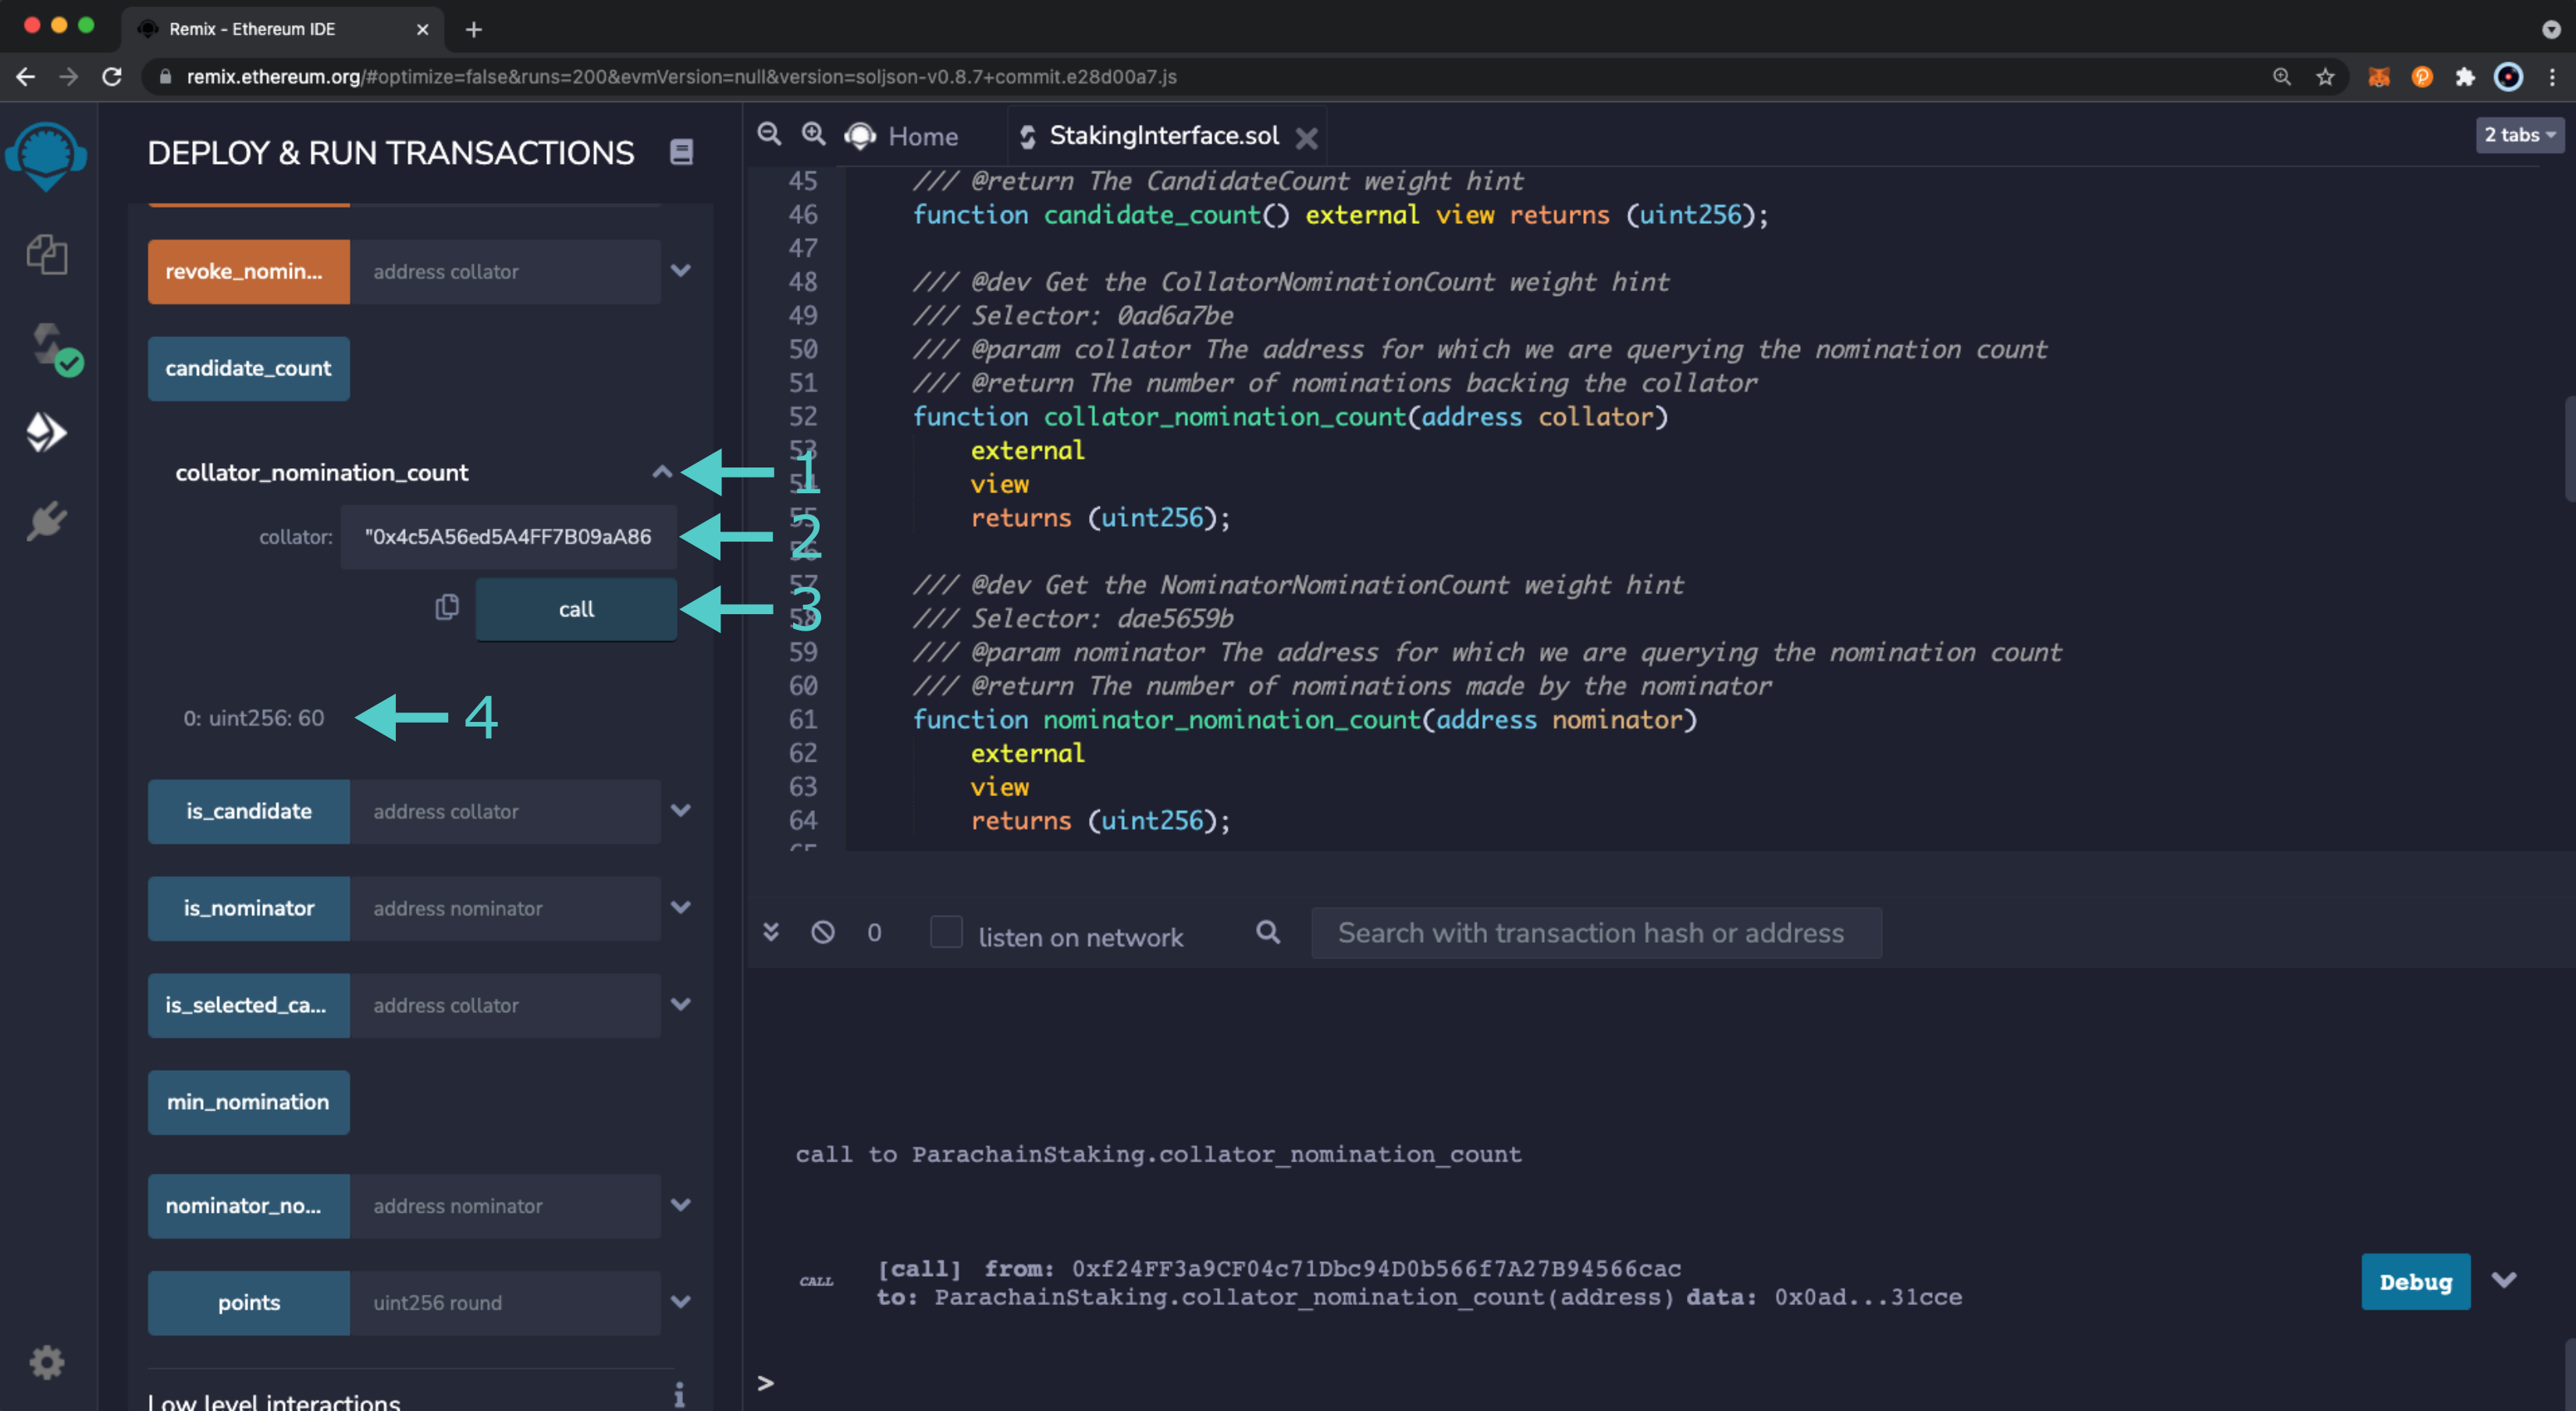 Remix - Ethereum IDE
remix.ethereum.org/#optimize=false&runs=200&evmVersion=null&version=soljson-v0.8.7+commit.e28d00a7.js
DEPLOY & RUN TRANSACTIONS
revoke_nomin... address collator
candidate_count
collator_nomination_count 1
collator: "0x4c5A56ed5A4FF7B09aA86 2
call 3
0: uint256: 60 4
is_candidate address collator
is_nominator address nominator
is_selected_ca... address collator
min_nomination
nominator_no... address nominator
points uint256 round
Low level interactions
Home StakingInterface.sol 2 tabs
45 /// @return The CandidateCount weight hint
46 function candidate_count() external view returns (uint256);
47
48 /// @dev Get the CollatorNominationCount weight hint
49 /// Selector: 0ad6a7be
50 /// @param collator The address for which we are querying the nomination count
51 /// @return The number of nominations backing the collator
52 function collator_nomination_count(address collator)
53 external
54 view
55 returns (uint256);
56
57 /// @dev Get the NominatorNominationCount weight hint
58 /// Selector: dae5659b
59 /// @param nominator The address for which we are querying the nomination count
60 /// @return The number of nominations made by the nominator
61 function nominator_nomination_count(address nominator)
62 external
63 view
64 returns (uint256);
65
0 listen on network Search with transaction hash or address
call to ParachainStaking.collator_nomination_count
CALL [call] from: 0xf24FF3a9CF04c71Dbc94D0b566f7A27B94566cac
to: ParachainStaking.collator_nomination_count(address) data: 0x0ad...31cce
Debug
>